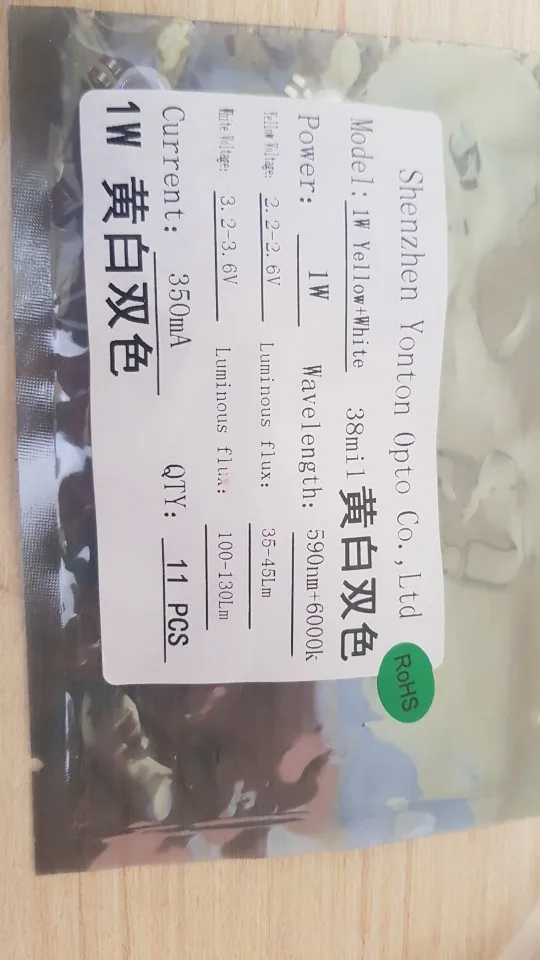 Shenzhen Yonton Opto Co.,Ltd
Model: 1W Yellow+White 38mil 黄白双色
Power: 1W Wavelength: 590nm+6000k
Yellow Voltage: 2.2-2.6V Luminous flux: 35-45Lm
White Voltage: 3.2-3.6V Luminous flux: 100-130Lm
Current: 350mA QTY: 11 PCS
1W 黄白双色
RoHS